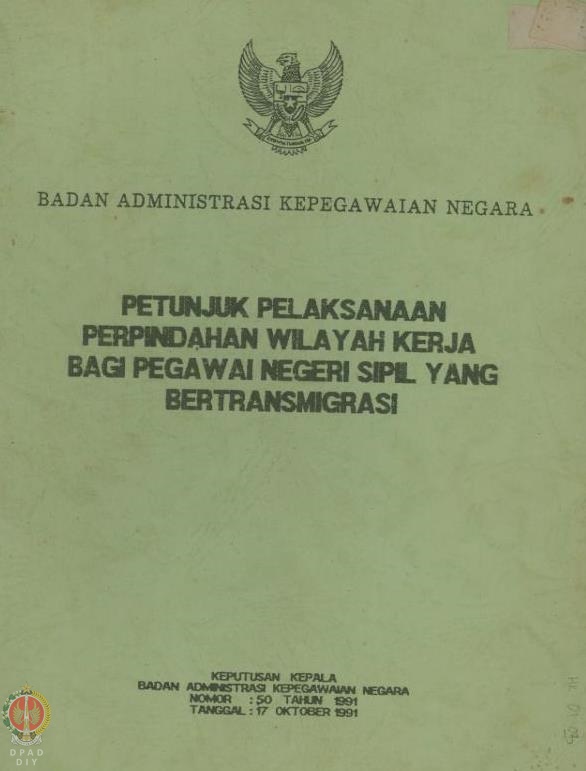 BADAN ADMINISTRASI KEPEGAWAIAN NEGARA
PETUNJUK PELAKSANAAN
PERPINDAHAN WILAYAH KERJA
BAGI PEGAWAI NEGERI SIPIL YANG
BERTRANSMIGRASI
KEPUTUSAN KEPALA
BADAN ADMINISTRASI KEPEGAWAIAN NEGARA
NOMOR : 50 TAHUN 1991
TANGGAL : 17 OKTOBER 1991
DPAD
DIY